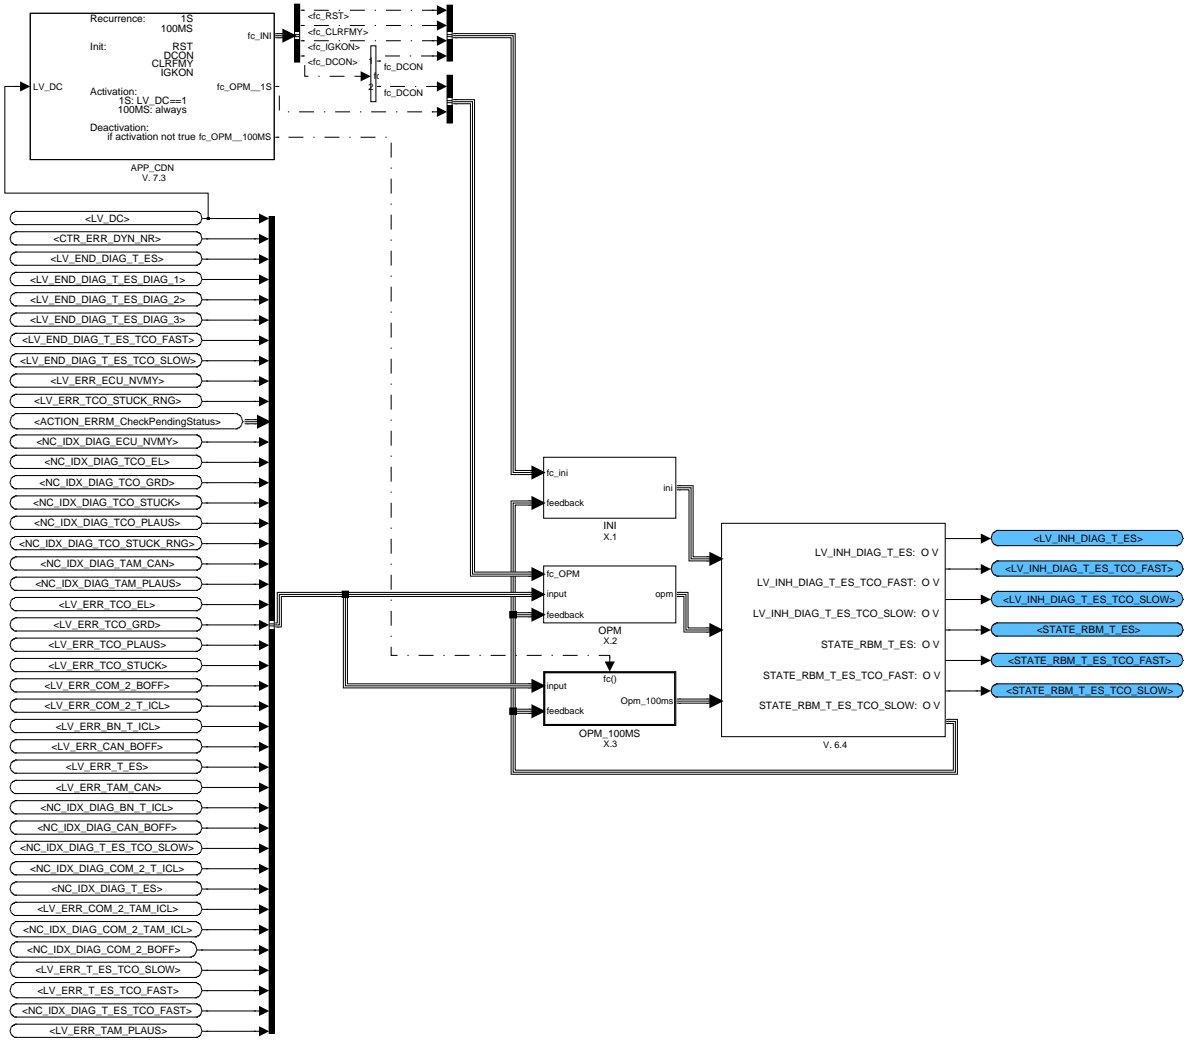 Recurrence: 1S
100MS
Init: RST
DCON
CLRFMY
IGKON
LV_DC
Activation:
1S: LV_DC==1
100MS: always
Deactivation:
if activation not true
fc_INI
fc_OPM__1S
fc_OPM__100MS
APP_CDN
V. 7.3
<fc_RST>
<fc_CLRFMY>
<fc_IGKON>
<fc_DCON>
1
fc_DCON
fc
2
fc_DCON
<LV_DC>
<CTR_ERR_DYN_NR>
<LV_END_DIAG_T_ES>
<LV_END_DIAG_T_ES_DIAG_1>
<LV_END_DIAG_T_ES_DIAG_2>
<LV_END_DIAG_T_ES_DIAG_3>
<LV_END_DIAG_T_ES_TCO_FAST>
<LV_END_DIAG_T_ES_TCO_SLOW>
<LV_ERR_ECU_NVMY>
<LV_ERR_TCO_STUCK_RNG>
<ACTION_ERRM_CheckPendingStatus>
<NC_IDX_DIAG_ECU_NVMY>
<NC_IDX_DIAG_TCO_EL>
<NC_IDX_DIAG_TCO_GRD>
<NC_IDX_DIAG_TCO_STUCK>
<NC_IDX_DIAG_TCO_PLAUS>
<NC_IDX_DIAG_TCO_STUCK_RNG>
<NC_IDX_DIAG_TAM_CAN>
<NC_IDX_DIAG_TAM_PLAUS>
<LV_ERR_TCO_EL>
<LV_ERR_TCO_GRD>
<LV_ERR_TCO_PLAUS>
<LV_ERR_TCO_STUCK>
<LV_ERR_COM_2_BOFF>
<LV_ERR_COM_2_T_ICL>
<LV_ERR_BN_T_ICL>
<LV_ERR_CAN_BOFF>
<LV_ERR_T_ES>
<LV_ERR_TAM_CAN>
<NC_IDX_DIAG_BN_T_ICL>
<NC_IDX_DIAG_CAN_BOFF>
<NC_IDX_DIAG_T_ES_TCO_SLOW>
<NC_IDX_DIAG_COM_2_T_ICL>
<NC_IDX_DIAG_T_ES>
<LV_ERR_COM_2_TAM_ICL>
<NC_IDX_DIAG_COM_2_TAM_ICL>
<NC_IDX_DIAG_COM_2_BOFF>
<LV_ERR_T_ES_TCO_SLOW>
<LV_ERR_T_ES_TCO_FAST>
<NC_IDX_DIAG_T_ES_TCO_FAST>
<LV_ERR_TAM_PLAUS>
fc_ini
feedback
ini
INI
X.1
fc_OPM
input
feedback
opm
OPM
X.2
fc()
input
feedback
Opm_100ms
OPM_100MS
X.3
LV_INH_DIAG_T_ES: O V
LV_INH_DIAG_T_ES_TCO_FAST: O V
LV_INH_DIAG_T_ES_TCO_SLOW: O V
STATE_RBM_T_ES: O V
STATE_RBM_T_ES_TCO_FAST: O V
STATE_RBM_T_ES_TCO_SLOW: O V
V. 6.4
<LV_INH_DIAG_T_ES>
<LV_INH_DIAG_T_ES_TCO_FAST>
<LV_INH_DIAG_T_ES_TCO_SLOW>
<STATE_RBM_T_ES>
<STATE_RBM_T_ES_TCO_FAST>
<STATE_RBM_T_ES_TCO_SLOW>